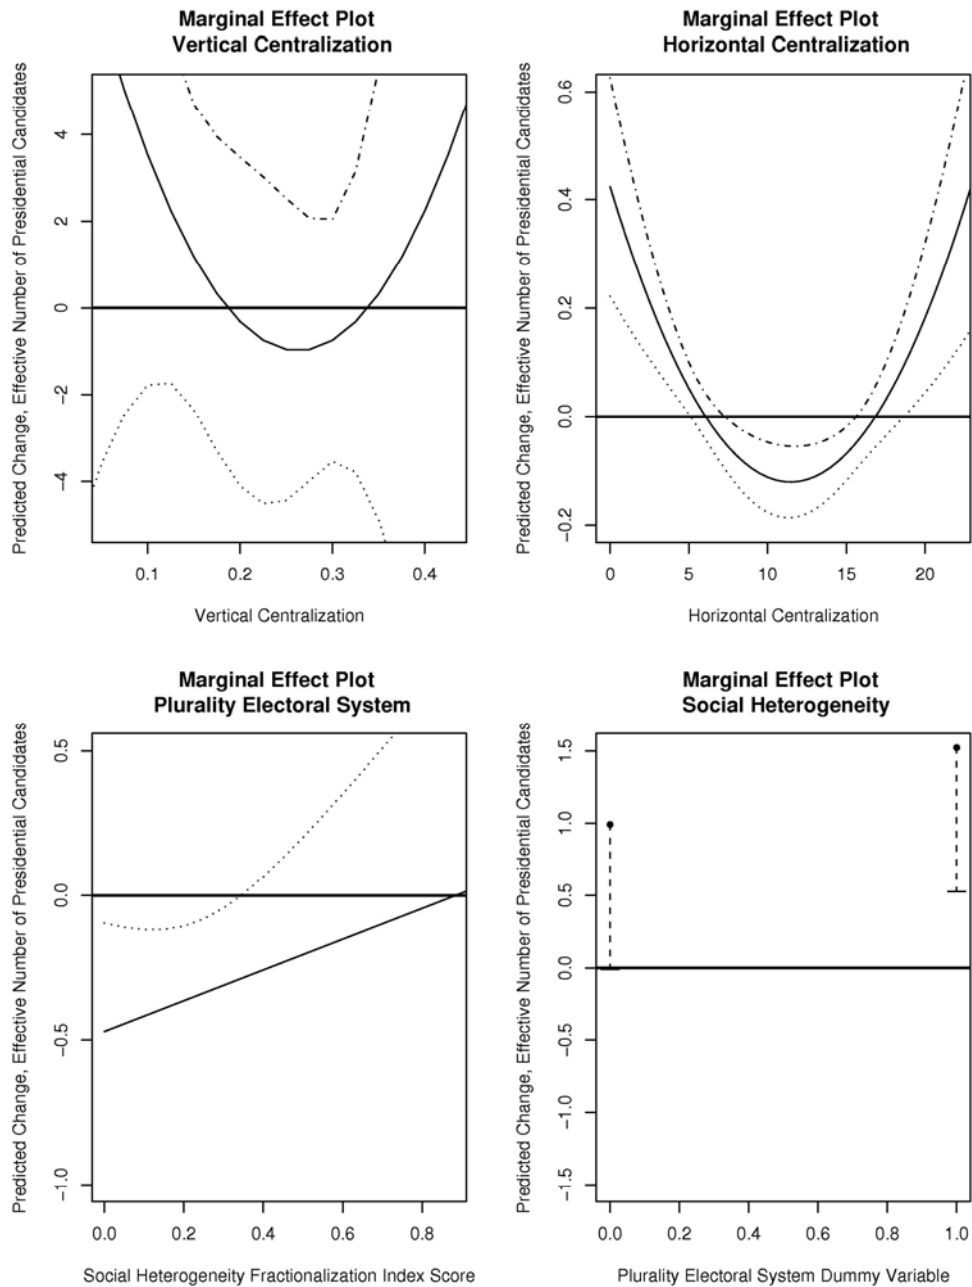 Marginal Effect Plot
Vertical Centralization
Predicted Change, Effective Number of Presidential Candidates
4
2
0
−2
−4
0.1 0.2 0.3 0.4
Vertical Centralization
Marginal Effect Plot
Horizontal Centralization
Predicted Change, Effective Number of Presidential Candidates
0.6
0.4
0.2
0.0
−0.2
0 5 10 15 20
Horizontal Centralization
Marginal Effect Plot
Plurality Electoral System
Predicted Change, Effective Number of Presidential Candidates
0.5
0.0
−0.5
−1.0
0.0 0.2 0.4 0.6 0.8
Social Heterogeneity Fractionalization Index Score
Marginal Effect Plot
Social Heterogeneity
Predicted Change, Effective Number of Presidential Candidates
1.5
1.0
0.5
0.0
−0.5
−1.0
−1.5
0.0 0.2 0.4 0.6 0.8 1.0
Plurality Electoral System Dummy Variable